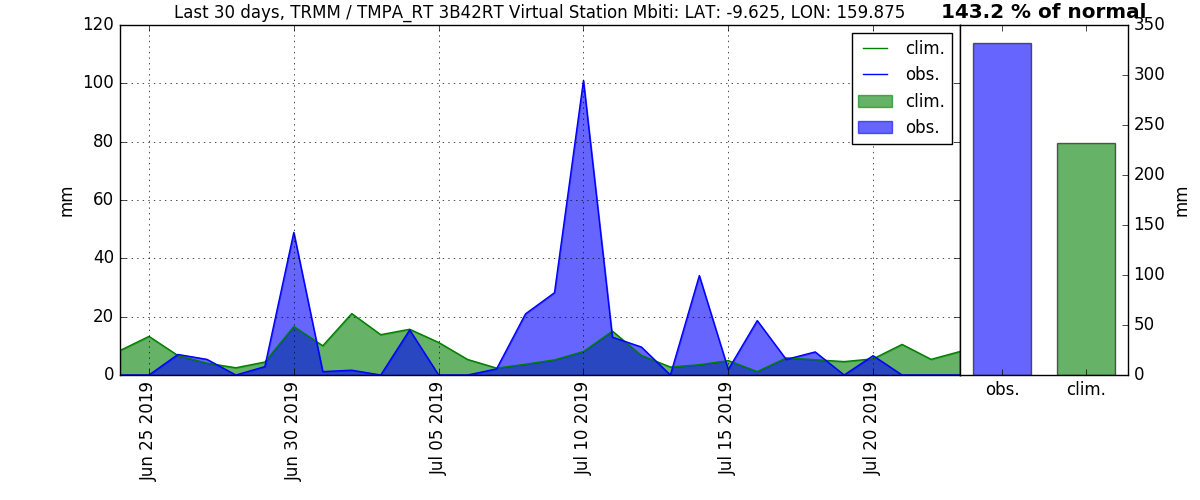 Last 30 days, TRMM / TMPA_RT 3B42RT Virtual Station Mbiti: LAT: -9.625, LON: 159.875
143.2 % of normal
120
100
80
60
40
20
0
mm
clim.
obs.
clim.
obs.
Jun 25 2019
Jun 30 2019
Jul 05 2019
Jul 10 2019
Jul 15 2019
Jul 20 2019
350
300
250
200
150
100
50
0
mm
obs.
clim.